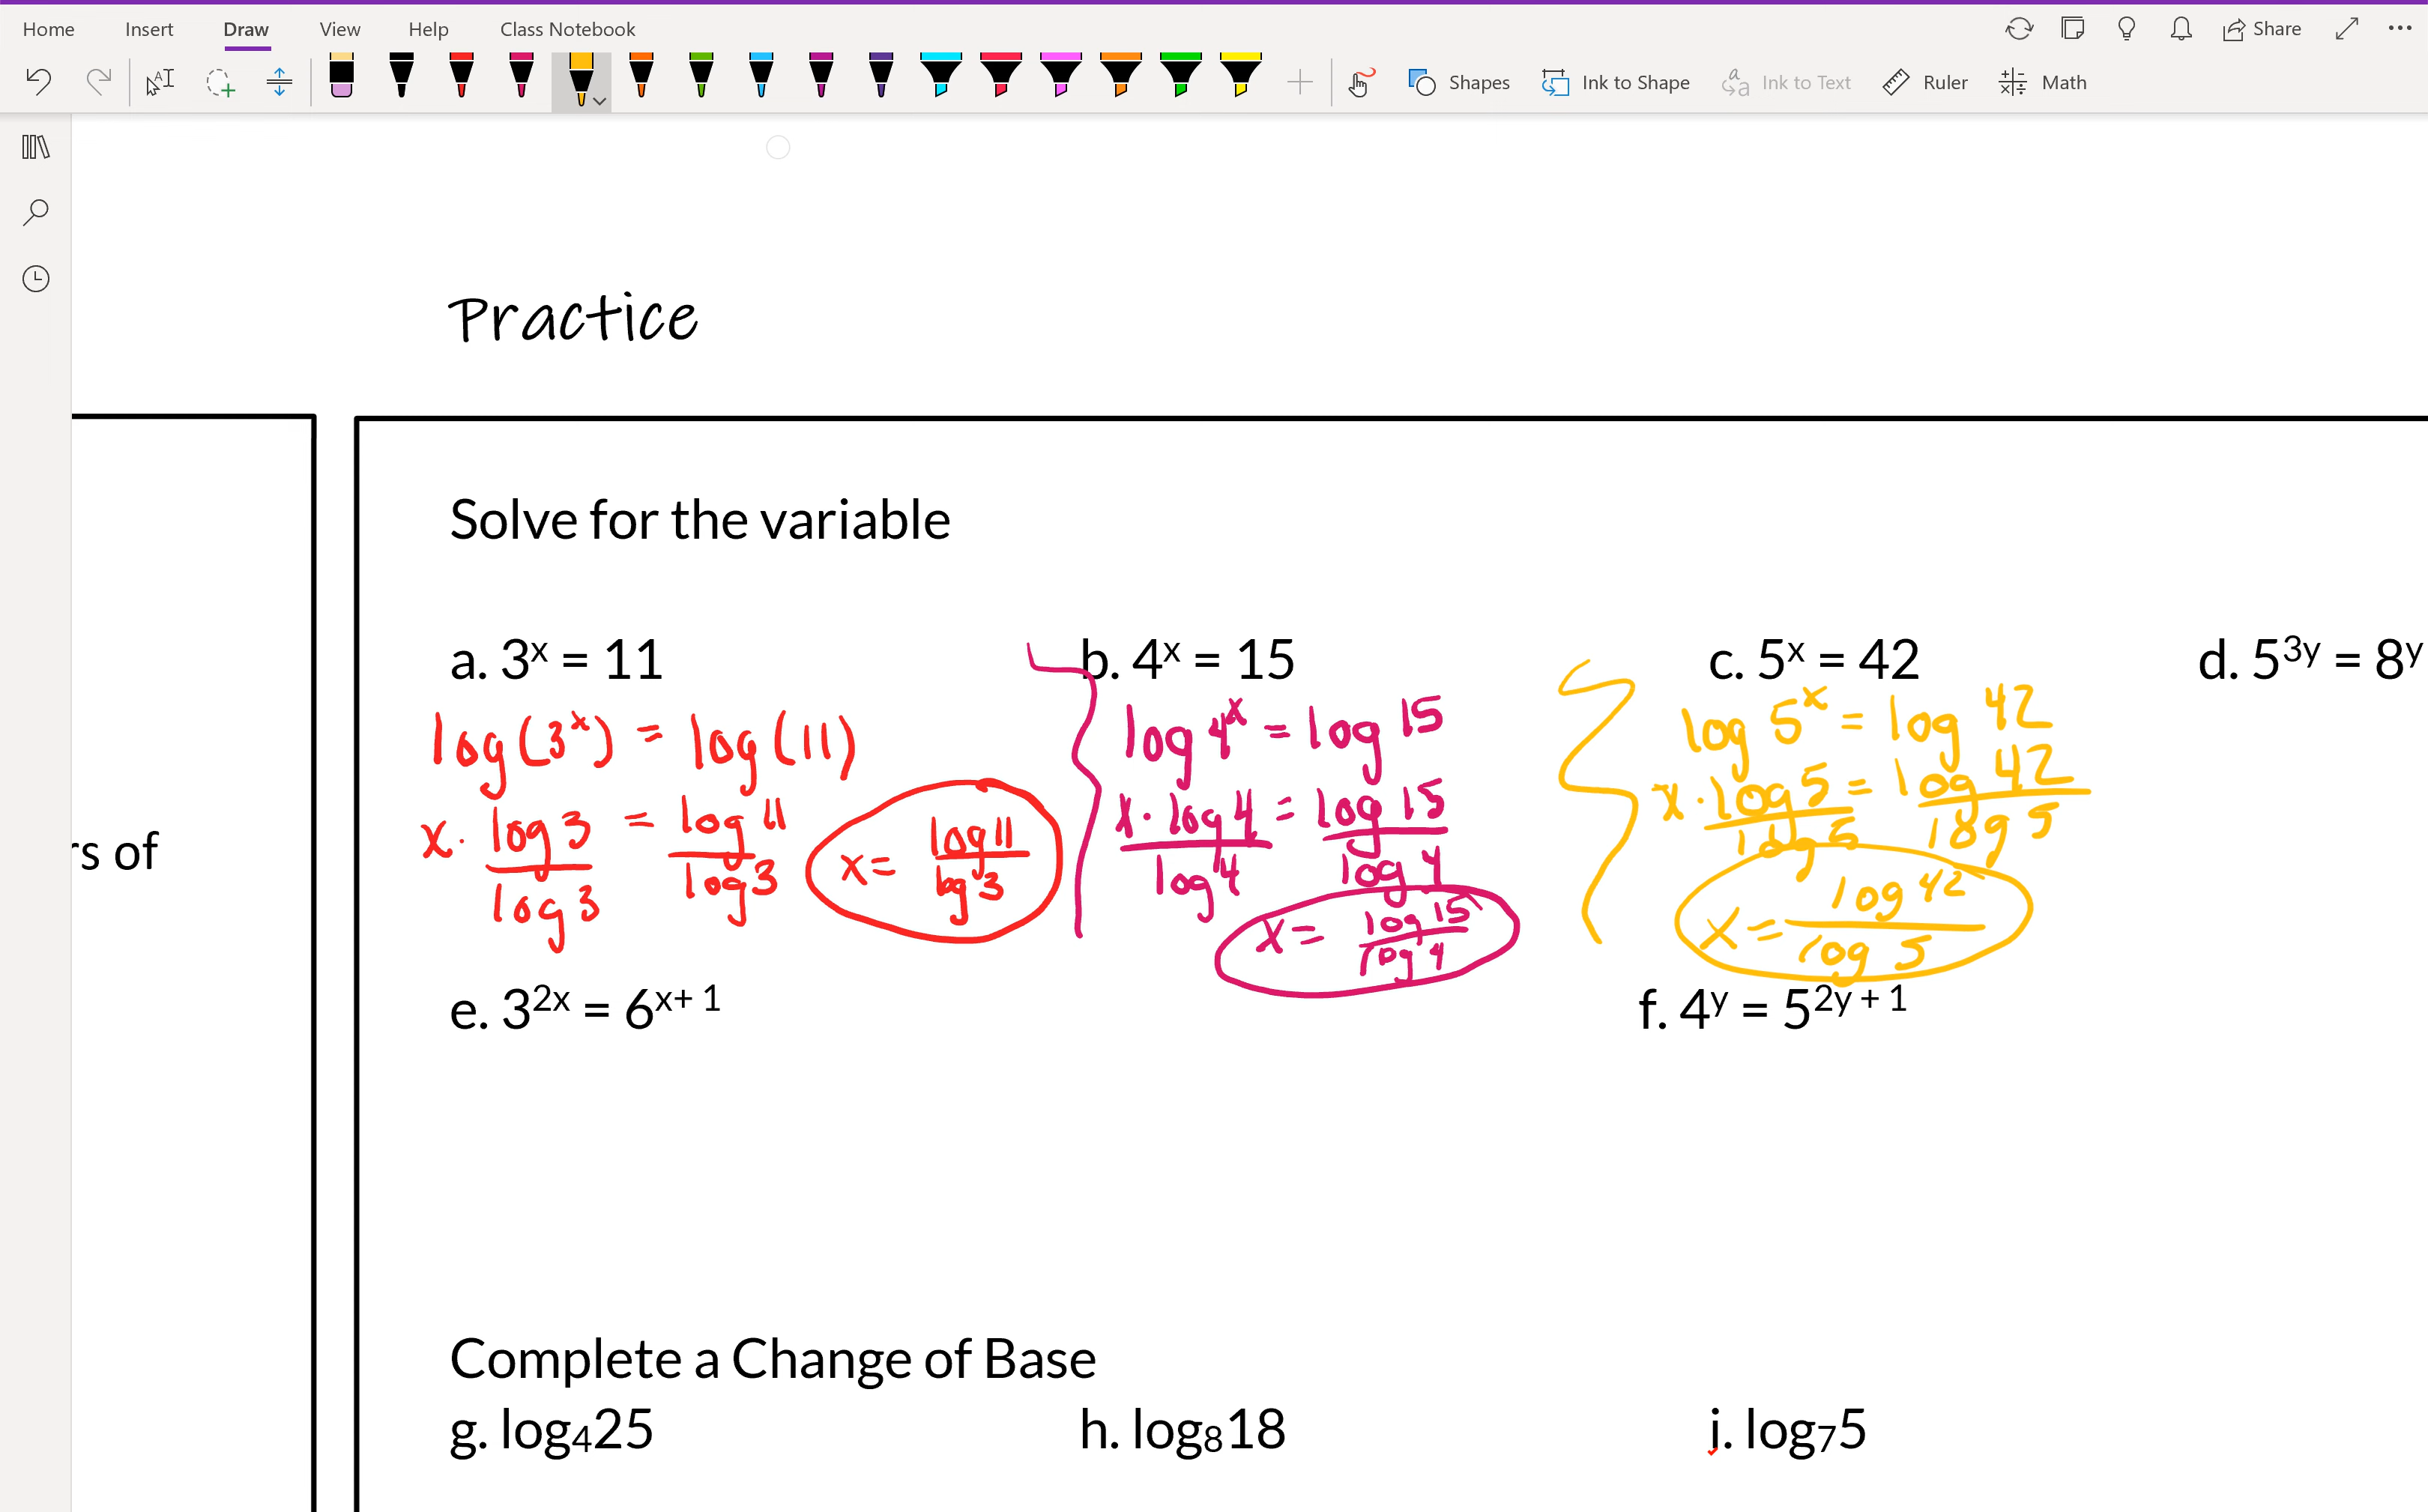 Home Insert Draw View Help Class Notebook Share
Shapes Ink to Shape Ink to Text Ruler Math
Practice
rs of
Solve for the variable
a. 3ˣ = 11
log(3ˣ) = log(11)
x · log 3 = log 11
log 3 log 3
x = log 11
log 3
b. 4ˣ = 15
log 4ˣ = log 15
x · log 4 = log 15
log 4 log 4
x = log 15
log 4
c. 5ˣ = 42
log 5ˣ = log 42
x · log 5 = log 42
log 5 log 5
x = log 42
log 5
d. 5³ʸ = 8ʸ
e. 3²ˣ = 6ˣ⁺ ¹
f. 4ʸ = 5²ʸ ⁺ ¹
Complete a Change of Base
g. log₄25
h. log₈18
j. log₇5